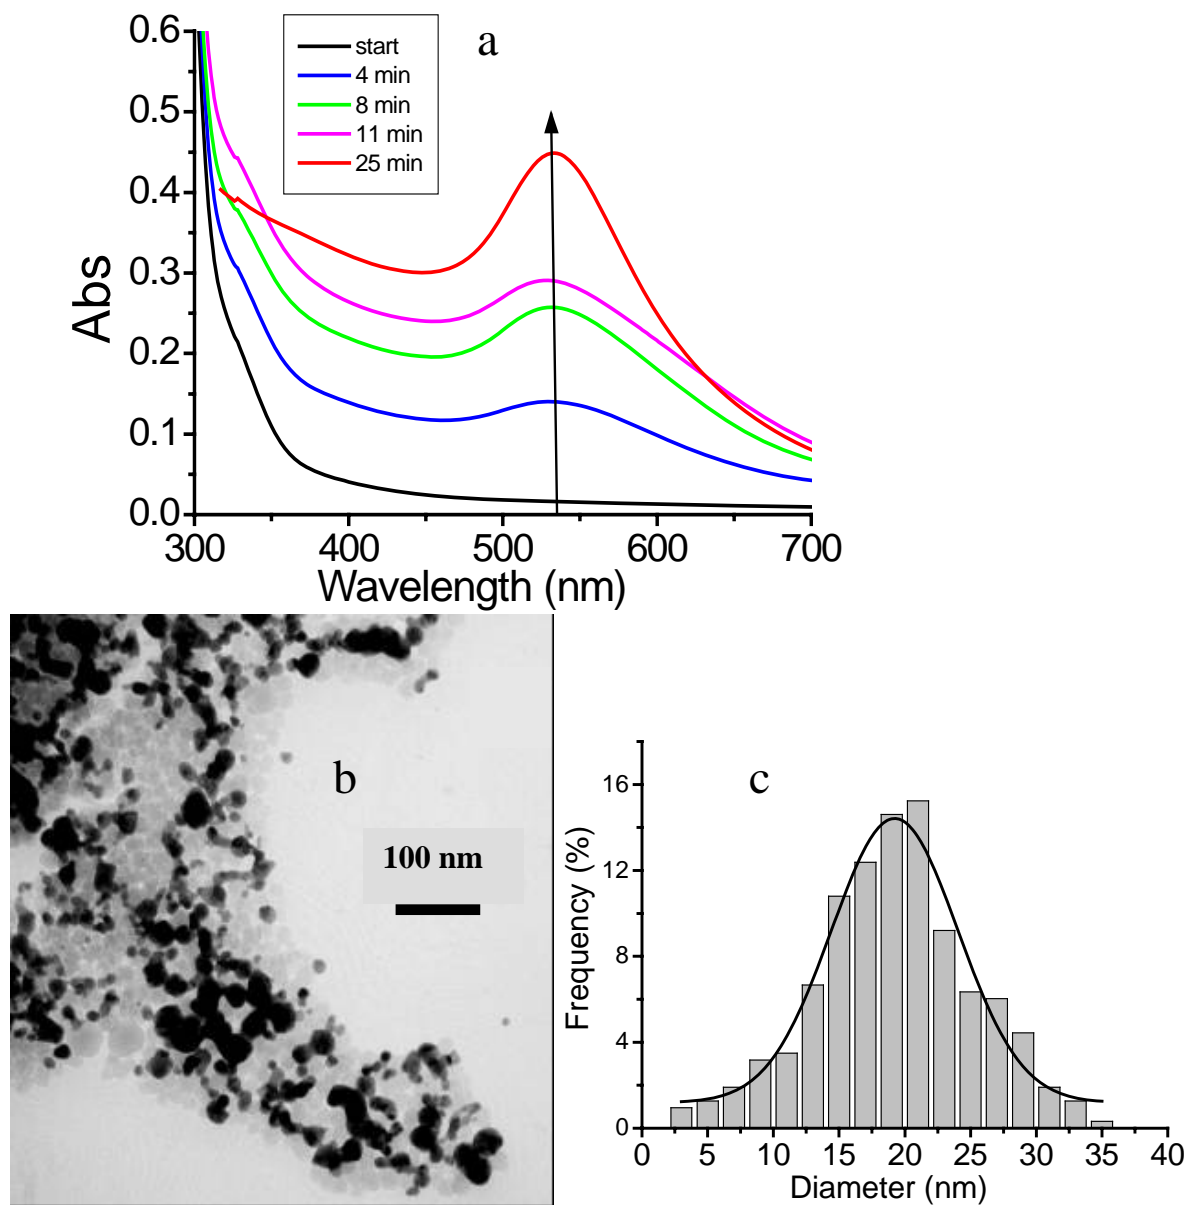 a
start
4 min
8 min
11 min
25 min
0.6
0.5
0.4
0.3
0.2
0.1
0.0
Abs
300 400 500 600 700
Wavelength (nm)
b
100 nm
c
16
12
8
4
0
Frequency (%)
0 5 10 15 20 25 30 35 40
Diameter (nm)